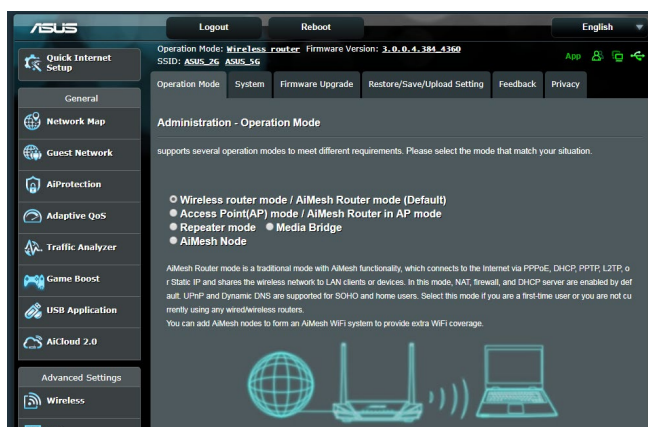 ASUS
Logout
Reboot
English
Quick Internet
Setup
Operation Mode: Wireless router Firmware Version: 3.0.0.4.384_4360
SSID: ASUS_2G ASUS_5G
App
Operation Mode System Firmware Upgrade Restore/Save/Upload Setting Feedback Privacy
General
Network Map
Guest Network
AiProtection
Adaptive QoS
Traffic Analyzer
Game Boost
USB Application
AiCloud 2.0
Advanced Settings
Wireless
Administration - Operation Mode
supports several operation modes to meet different requirements. Please select the mode that match your situation.
Wireless router mode / AiMesh Router mode (Default)
Access Point(AP) mode / AiMesh Router in AP mode
Repeater mode Media Bridge
AiMesh Node
AiMesh Router mode is a traditional mode with AiMesh functionality, which connects to the Internet via PPPoE, DHCP, PPTP, L2TP, o
r Static IP and shares the wireless network to LAN clients or devices. In this mode, NAT, firewall, and DHCP server are enabled by def
ault. UPnP and Dynamic DNS are supported for SOHO and home users. Select this mode if you are a first-time user or you are not cu
rrently using any wired/wireless routers.
You can add AiMesh nodes to form an AiMesh WiFi system to provide extra WiFi coverage.